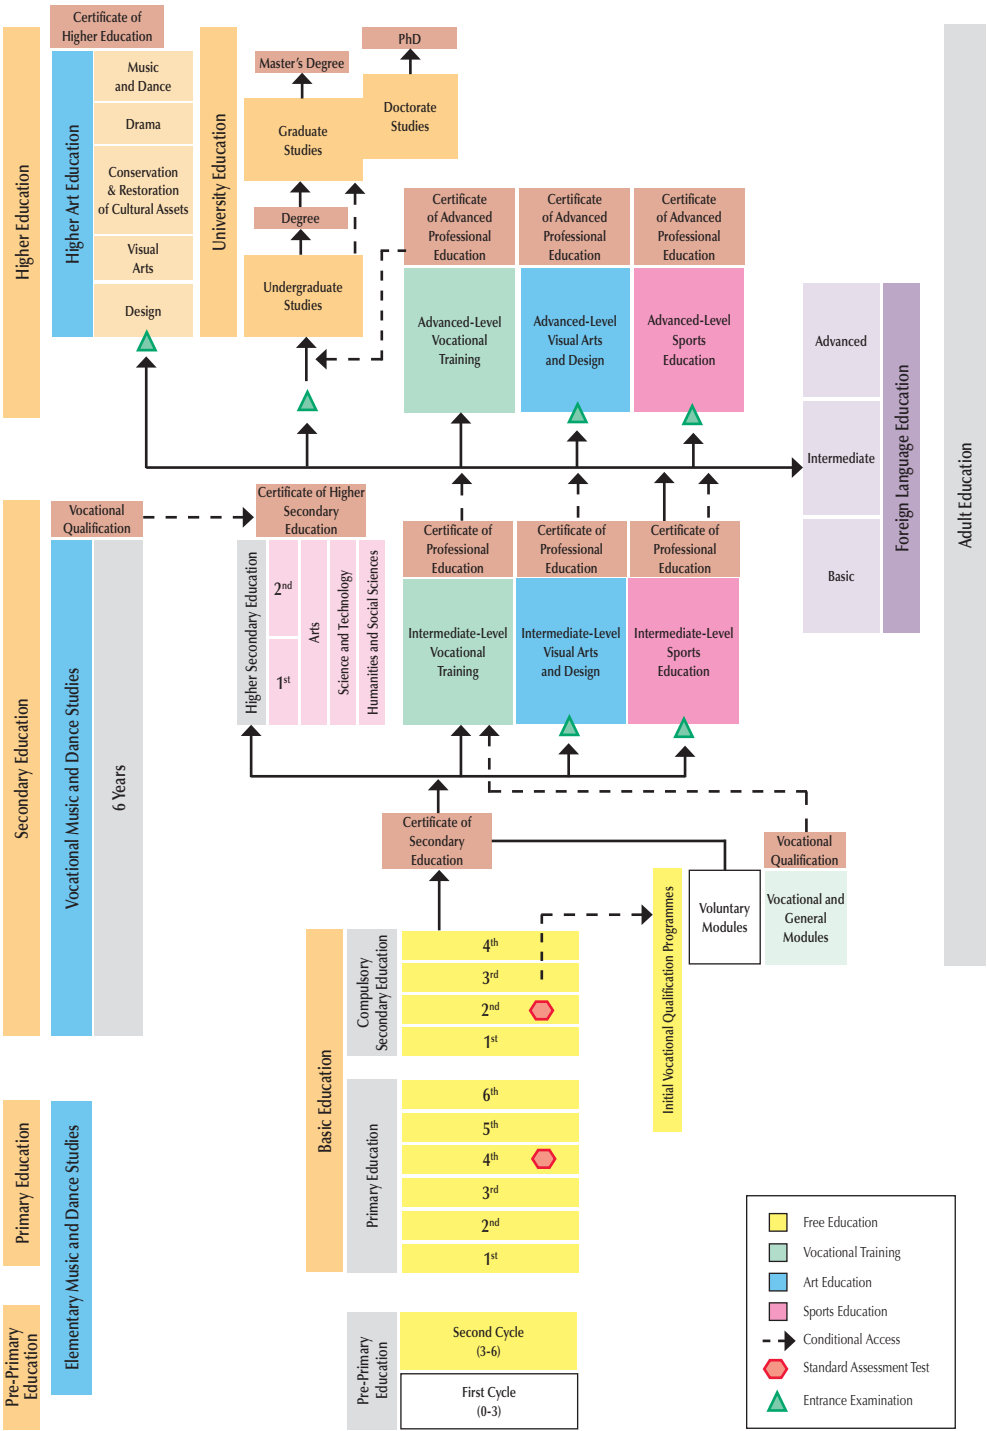 Certificate of
Higher Education
Higher Education
Higher Art Education
Music
and Dance
Drama
Conservation
& Restoration
of Cultural Assets
Visual
Arts
Design
University Education
Master's Degree
PhD
Graduate
Studies
Doctorate
Studies
Degree
Undergraduate
Studies
Certificate
of Advanced
Professional
Education
Certificate
of Advanced
Professional
Education
Certificate
of Advanced
Professional
Education
Advanced-Level
Vocational
Training
Advanced-Level
Visual Arts
and Design
Advanced-Level
Sports
Education
Advanced
Intermediate
Basic
Foreign Language Education
Adult Education
Secondary Education
Vocational
Qualification
Vocational Music and Dance Studies
6 Years
Certificate of Higher
Secondary
Education
Higher Secondary Education
2nd
1st
Arts
Science and Technology
Humanities and Social Sciences
Certificate of
Professional
Education
Certificate of
Professional
Education
Certificate of
Professional
Education
Intermediate-Level
Vocational
Training
Intermediate-Level
Visual Arts
and Design
Intermediate-Level
Sports
Education
Certificate of
Secondary
Education
Vocational
Qualification
Initial Vocational Qualification Programmes
Voluntary
Modules
Vocational and
General
Modules
Basic Education
Compulsory
Secondary Education
4th
3rd
2nd
1st
Primary Education
Elementary Music and Dance Studies
Primary Education
6th
5th
4th
3rd
2nd
1st
Pre-Primary
Education
Pre-Primary
Education
Second Cycle
(3-6)
First Cycle
(0-3)
Free Education
Vocational Training
Art Education
Sports Education
Conditional Access
Standard Assessment Test
Entrance Examination